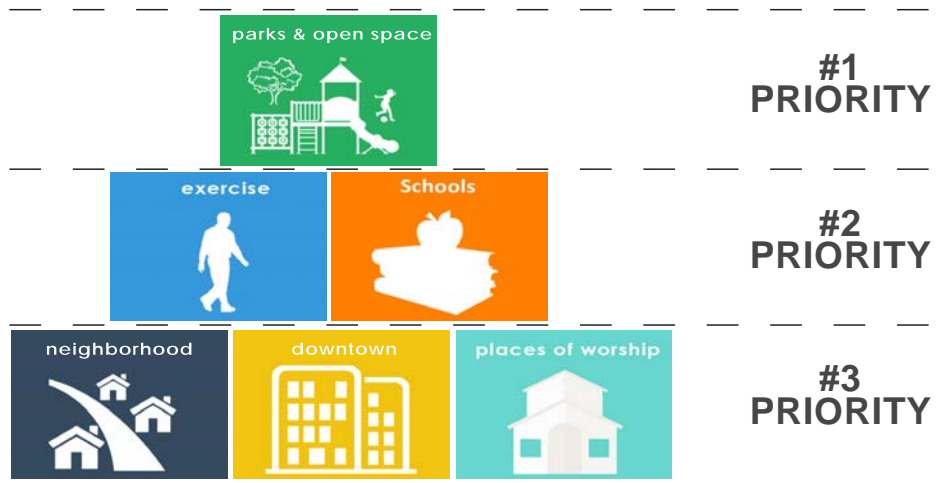 parks & open space
#1
PRIORITY
exercise
Schools
#2
PRIORITY
neighborhood
downtown
places of worship
#3
PRIORITY